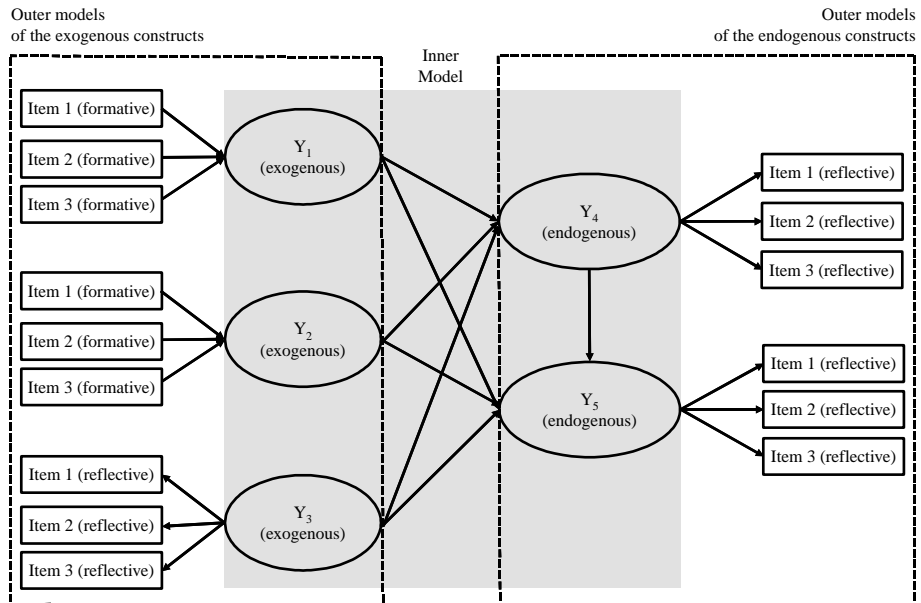 Outer models
of the exogenous constructs
Inner
Model
Outer models
of the endogenous constructs
Item 1 (formative)
Item 2 (formative)
Item 3 (formative)
Y1
(exogenous)
Item 1 (formative)
Item 2 (formative)
Item 3 (formative)
Y2
(exogenous)
Item 1 (reflective)
Item 2 (reflective)
Item 3 (reflective)
Y3
(exogenous)
Y4
(endogenous)
Item 1 (reflective)
Item 2 (reflective)
Item 3 (reflective)
Y5
(endogenous)
Item 1 (reflective)
Item 2 (reflective)
Item 3 (reflective)